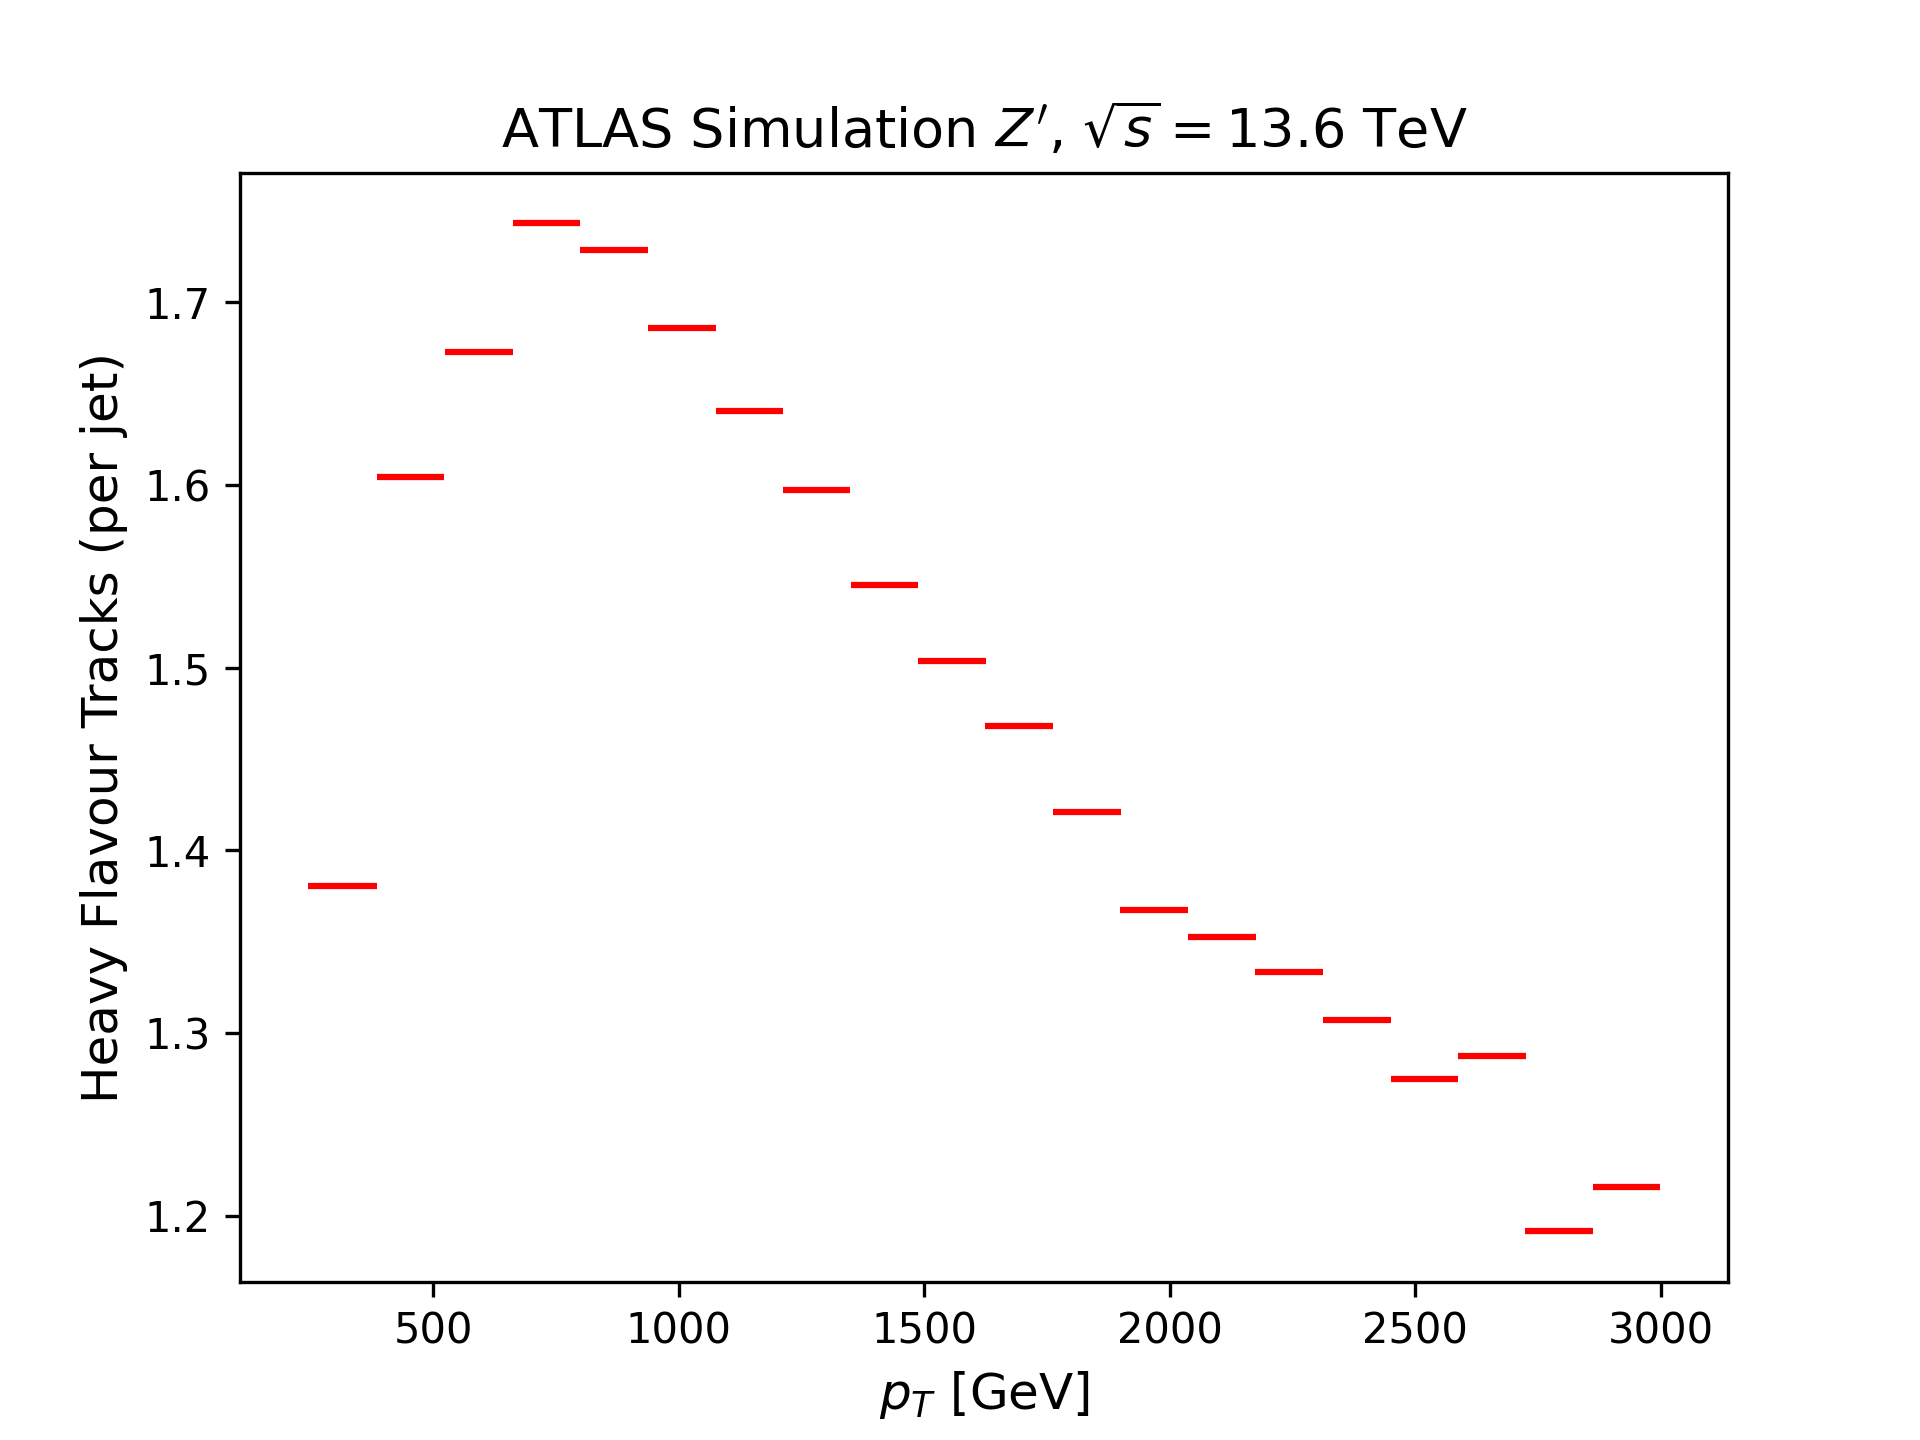 ATLAS Simulation Z′, √s = 13.6 TeV
Heavy Flavour Tracks (per jet)
1.7
1.6
1.5
1.4
1.3
1.2
500 1000 1500 2000 2500 3000
p_T [GeV]